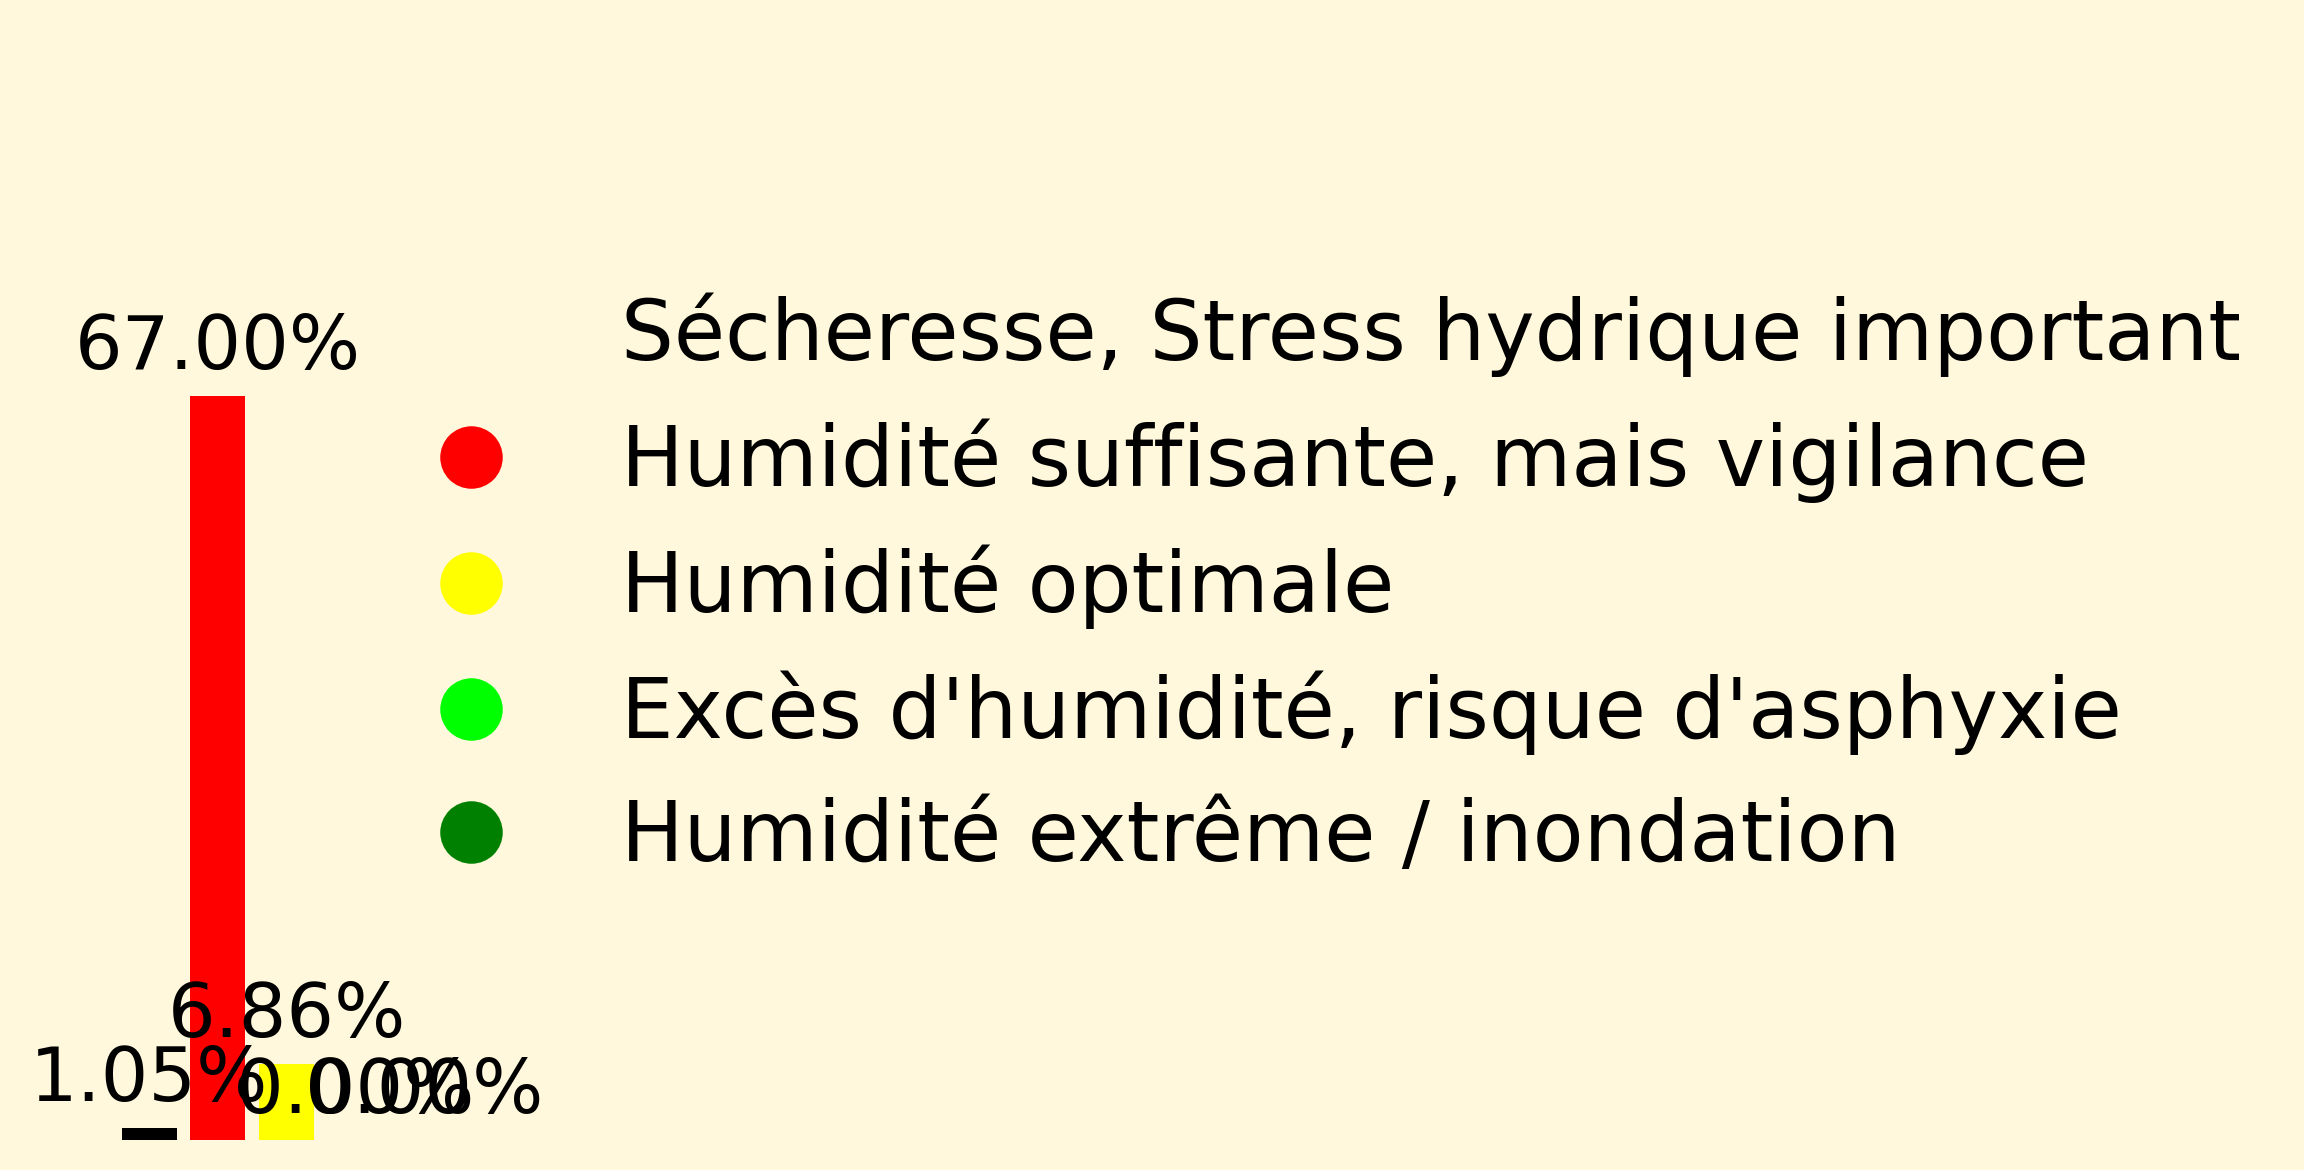 Sécheresse, Stress hydrique important
67.00%
Humidité suffisante, mais vigilance
Humidité optimale
Excès d'humidité, risque d'asphyxie
Humidité extrême / inondation
6.86%
1.05%
0.00%
0.00%